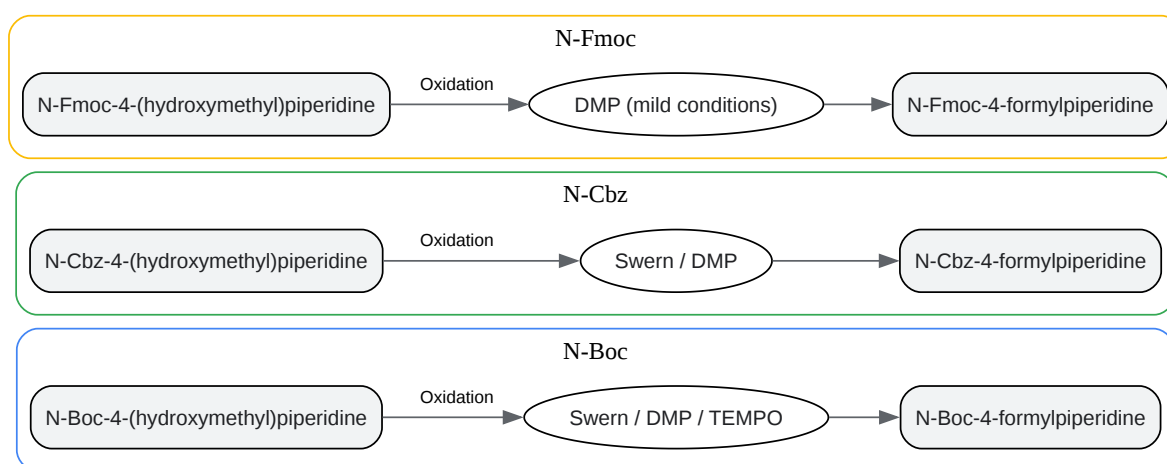 N-Fmoc
N-Fmoc-4-(hydroxymethyl)piperidine
Oxidation
DMP (mild conditions)
N-Fmoc-4-formylpiperidine
N-Cbz
N-Cbz-4-(hydroxymethyl)piperidine
Oxidation
Swern / DMP
N-Cbz-4-formylpiperidine
N-Boc
N-Boc-4-(hydroxymethyl)piperidine
Oxidation
Swern / DMP / TEMPO
N-Boc-4-formylpiperidine